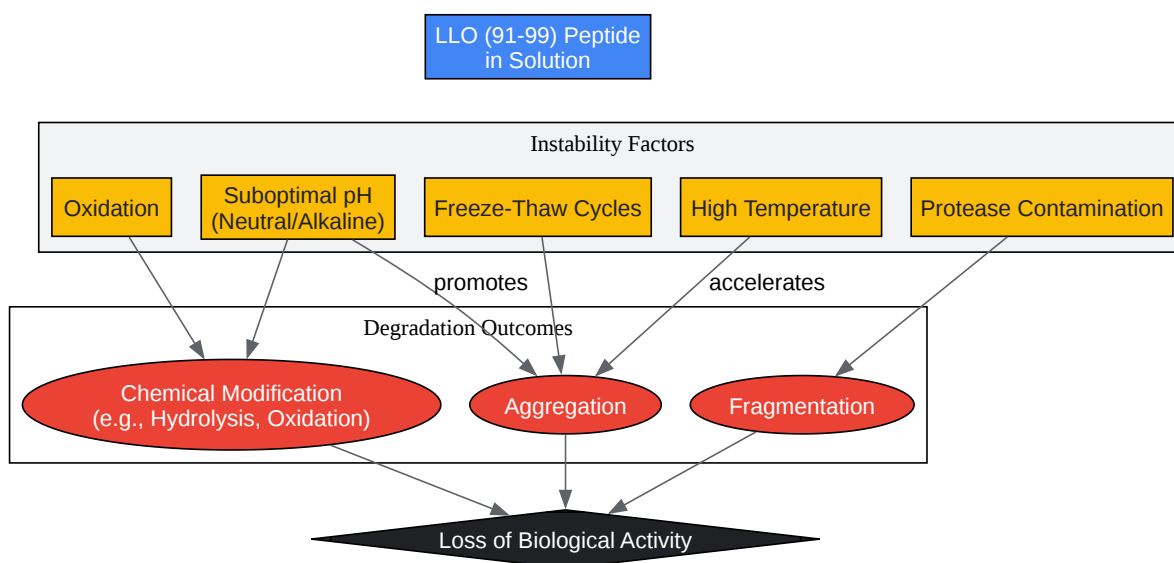 LLO (91-99) Peptide
in Solution
Instability Factors
Oxidation
Suboptimal pH
(Neutral/Alkaline)
Freeze-Thaw Cycles
High Temperature
Protease Contamination
promotes
accelerates
Degradation Outcomes
Chemical Modification
(e.g., Hydrolysis, Oxidation)
Aggregation
Fragmentation
Loss of Biological Activity